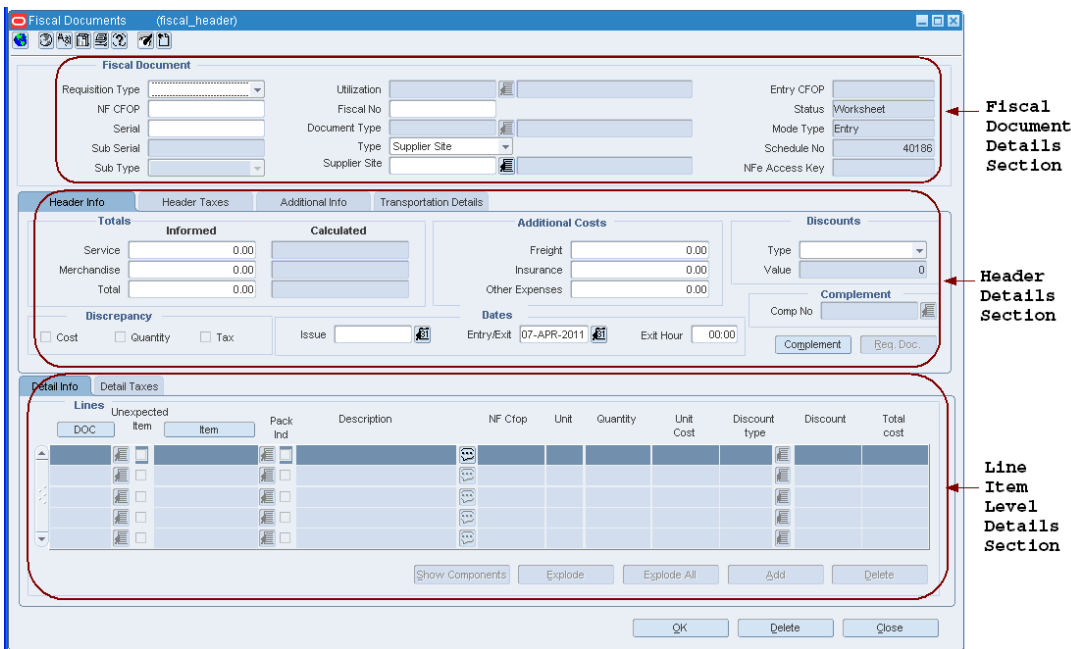 Fiscal Documents (fiscal_header)
Fiscal Document
Requisition Type
Utilization
Entry CFOP
NF CFOP
Fiscal No
Status Worksheet
Serial
Document Type
Mode Type Entry
Sub Serial
Type Supplier Site
Schedule No 40186
Sub Type
Supplier Site
NFe Access Key
Fiscal
Document
Details
Section
Header Info Header Taxes Additional Info Transportation Details
Totals
Informed Calculated
Service 0.00
Merchandise 0.00
Total 0.00
Additional Costs
Freight 0.00
Insurance 0.00
Other Expenses 0.00
Discounts
Type
Value 0
Complement
Comp No
Complement Req. Doc.
Discrepancy
Cost Quantity Tax
Dates
Issue Entry/Exit 07-APR-2011 Exit Hour 00:00
Header
Details
Section
Detail Info Detail Taxes
Lines
DOC Unexpected Item Item Pack Ind Description NF Cfop Unit Quantity Unit Cost Discount type Discount Total cost
Show Components Explode Explode All Add Delete
Line
Item
Level
Details
Section
OK Delete Close